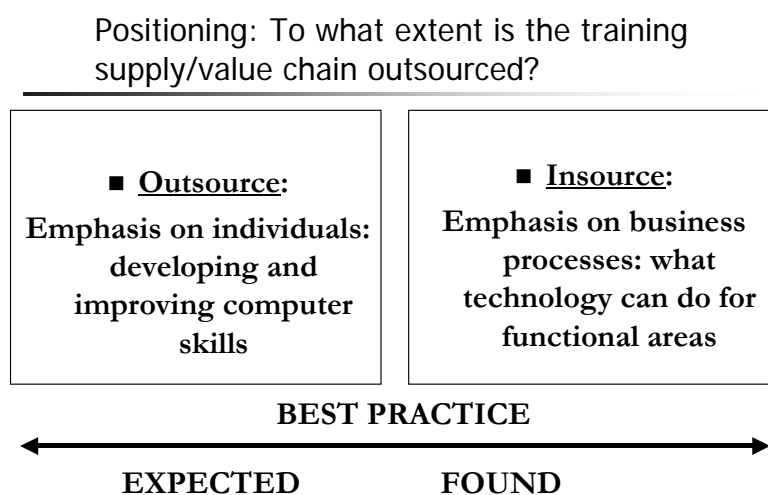 Positioning: To what extent is the training
supply/value chain outsourced?
■ Outsource:
Emphasis on individuals:
developing and
improving computer
skills
■ Insource:
Emphasis on business
processes: what
technology can do for
functional areas
BEST PRACTICE
EXPECTED FOUND